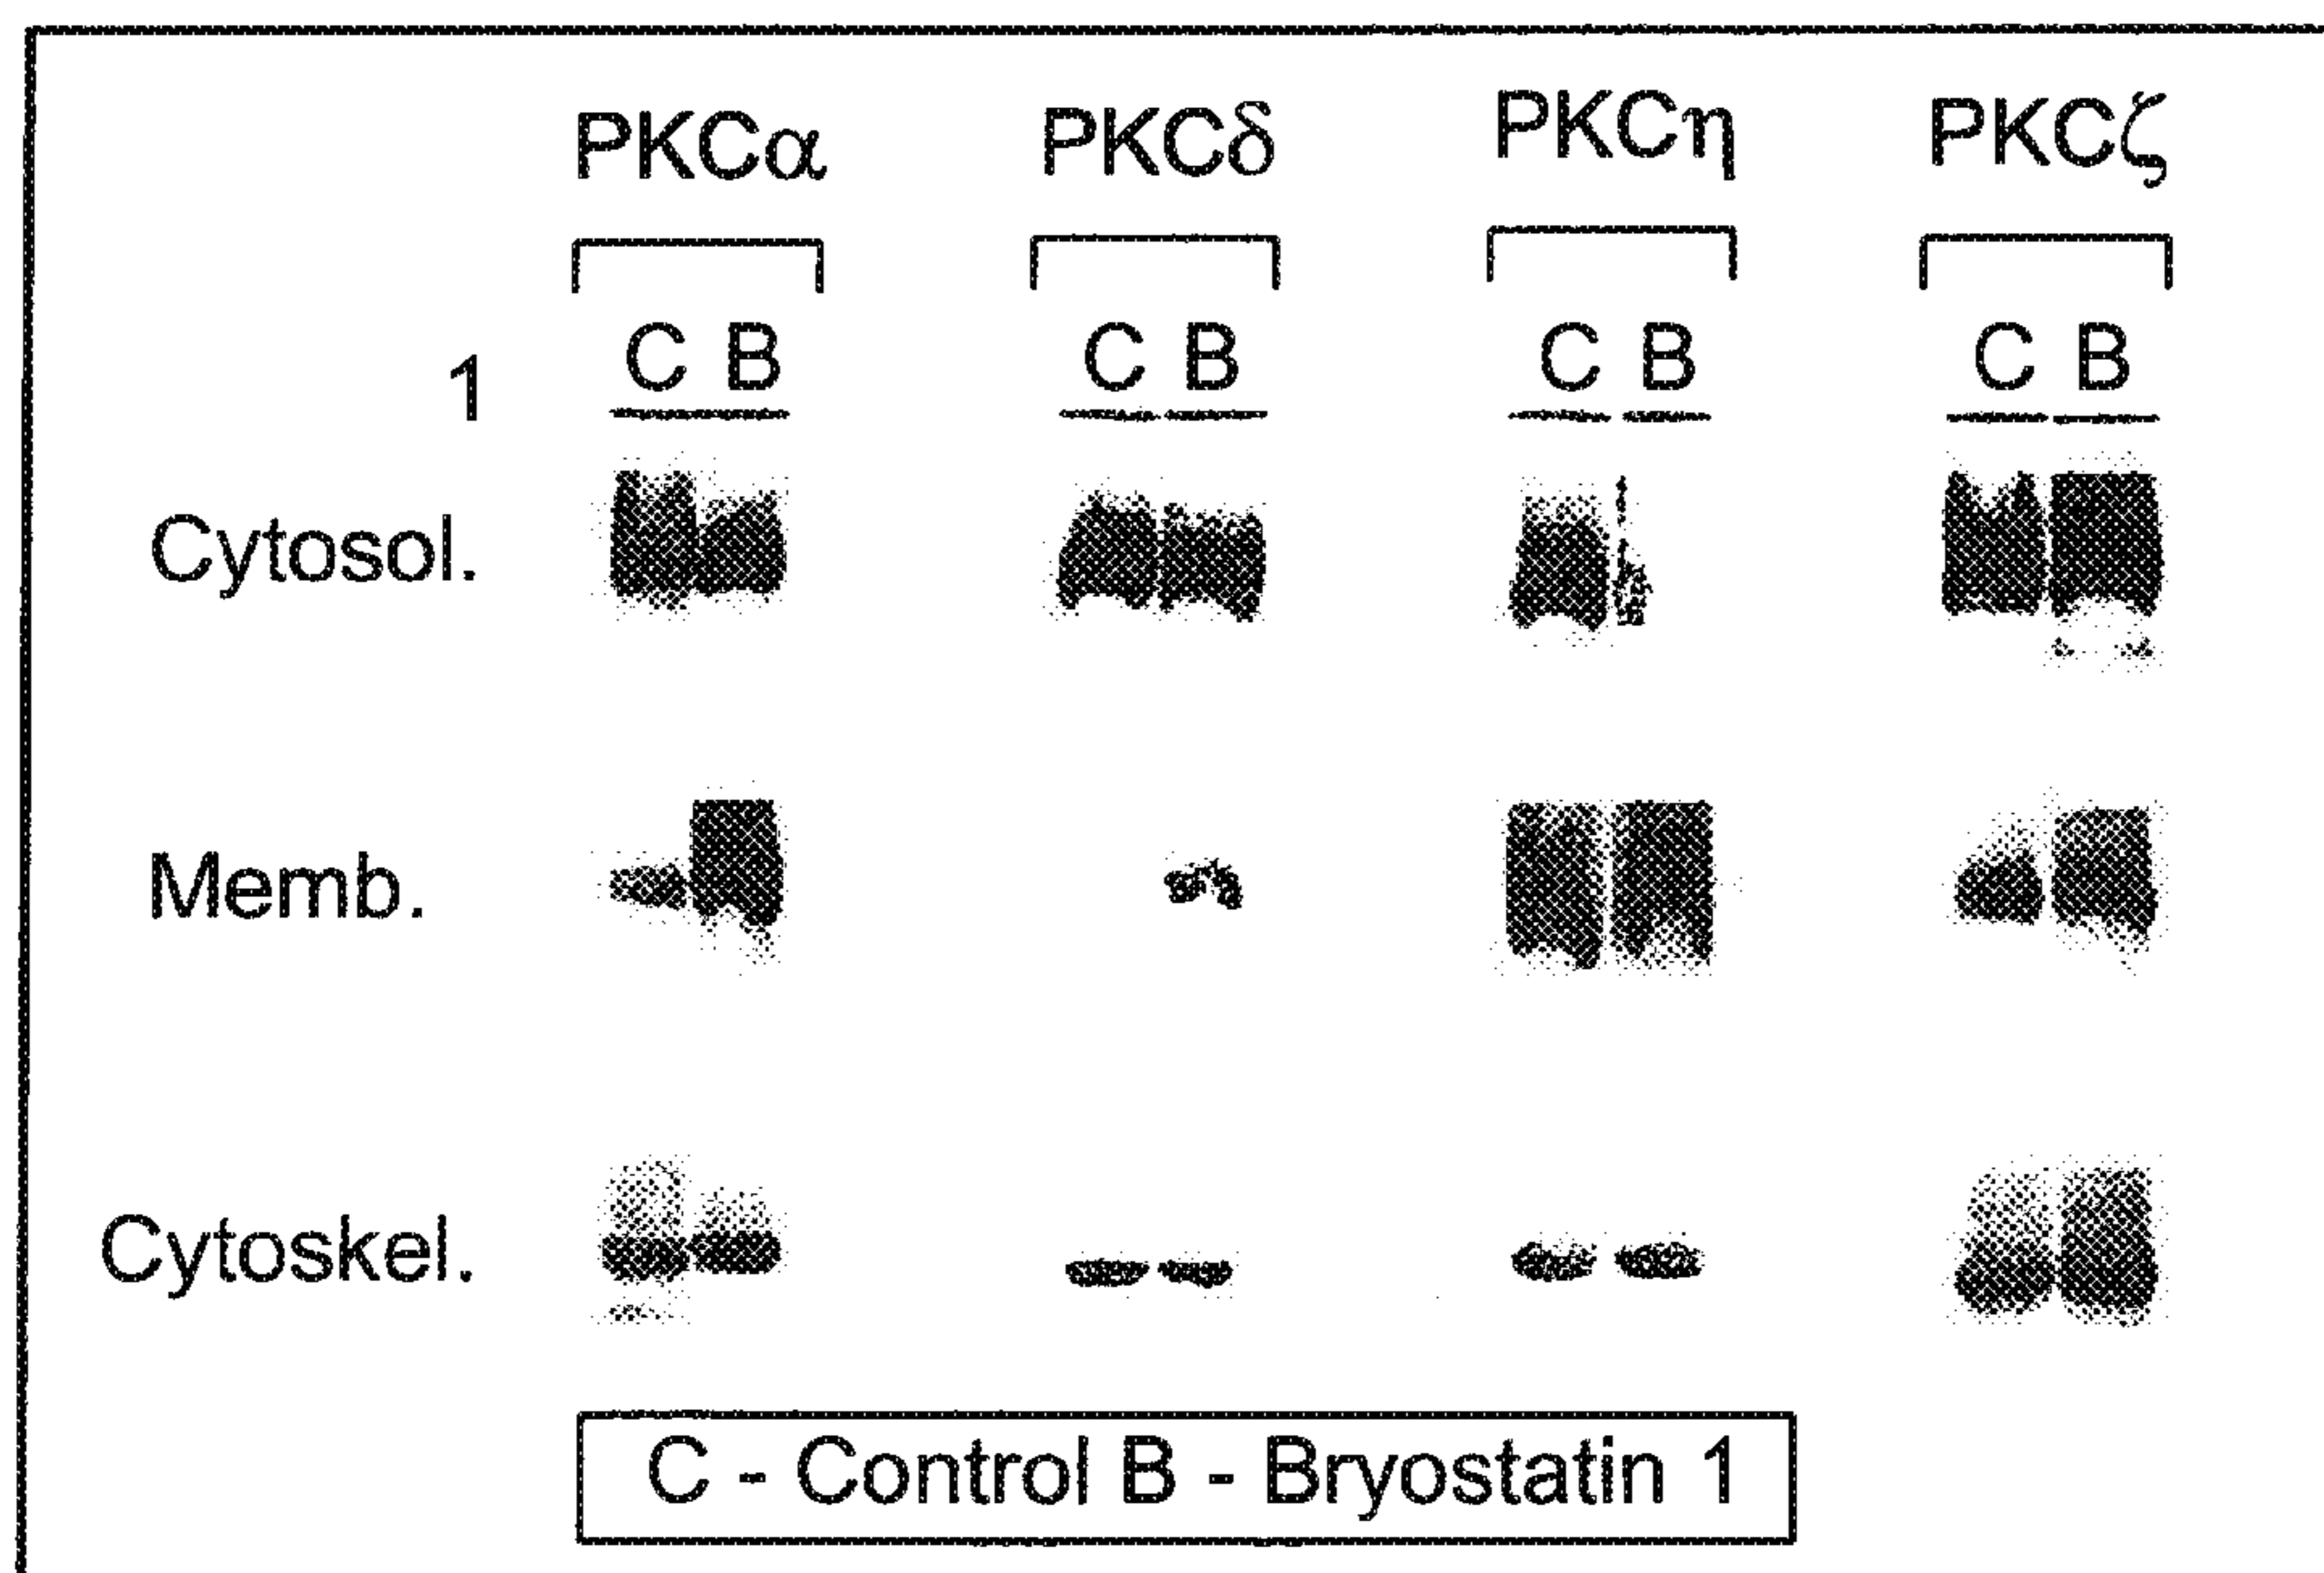 PKCα PKCδ PKCη PKCζ
1 C B C B C B C B
Cytosol.
Memb.
Cytoskel.
C - Control B - Bryostatin 1